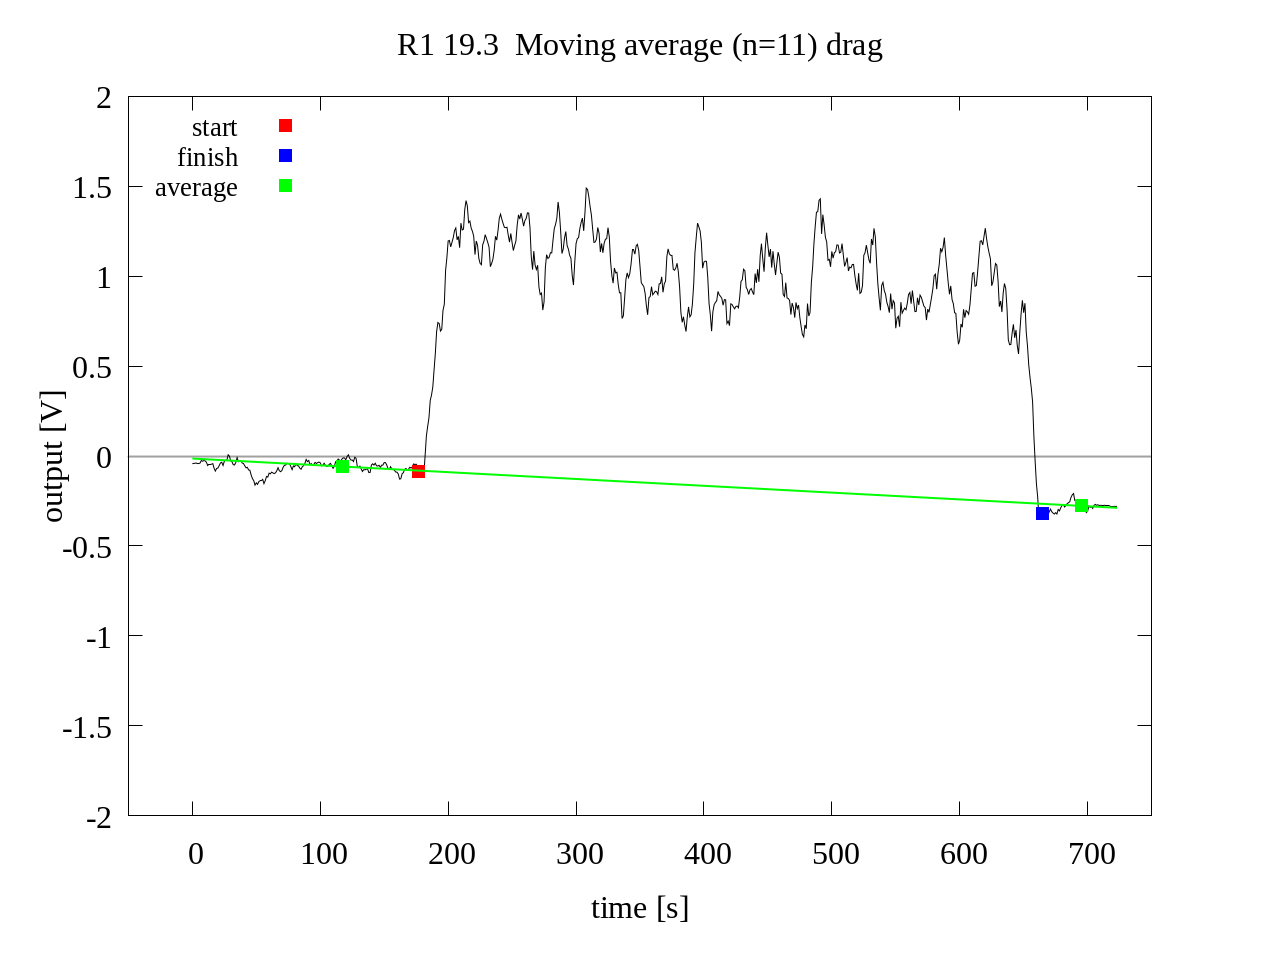 R1 19.3  Moving average (n=11) drag
start
finish
average
2
1.5
1
0.5
0
-0.5
-1
-1.5
-2
output [V]
0 100 200 300 400 500 600 700
time [s]